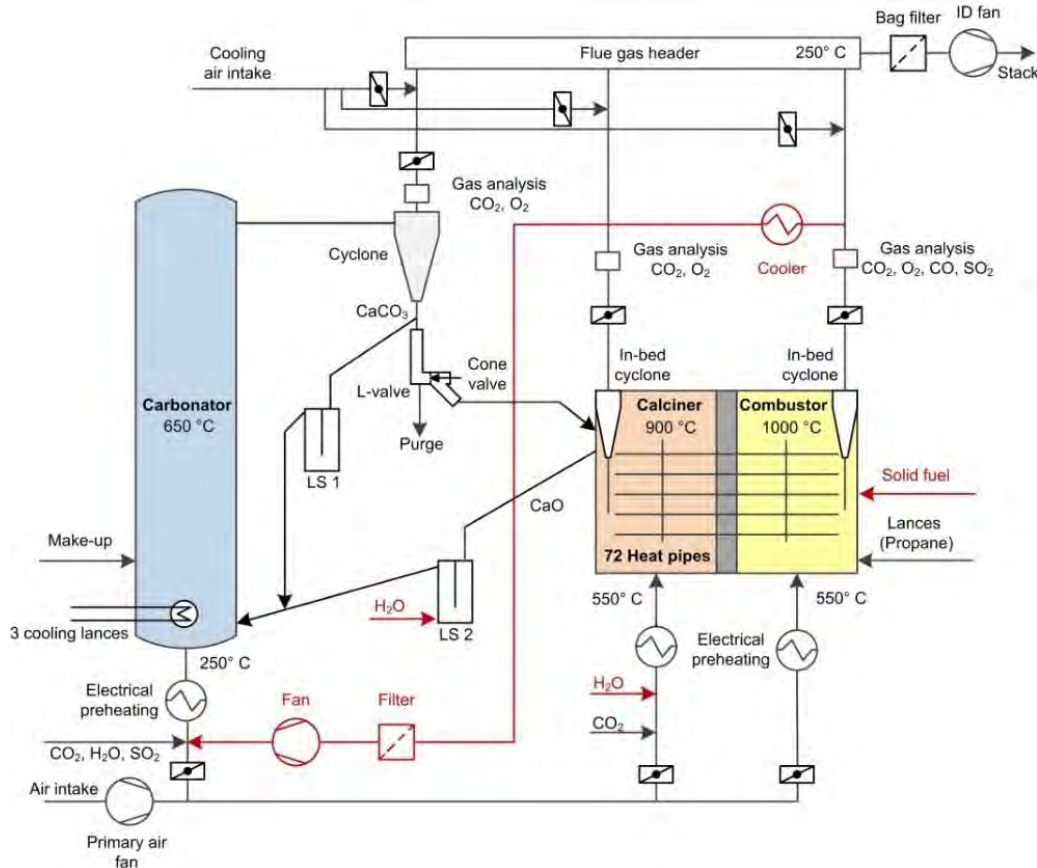 Bag filter
ID fan
Cooling
air intake
Flue gas header
250° C
Stack
Gas analysis
CO₂, O₂
Cyclone
Gas analysis
CO₂, O₂
Cooler
Gas analysis
CO₂, O₂, CO, SO₂
CaCO₃
Cone
valve
L-valve
In-bed
cyclone
In-bed
cyclone
Carbonator
650 °C
Purge
Calciner
900 °C
Combustor
1000 °C
LS 1
CaO
Solid fuel
Lances
(Propane)
Make-up
72 Heat pipes
H₂O
LS 2
550° C
550° C
3 cooling lances
250° C
Electrical
preheating
Electrical
preheating
Fan
Filter
H₂O
CO₂
CO₂, H₂O, SO₂
Air intake
Primary air
fan